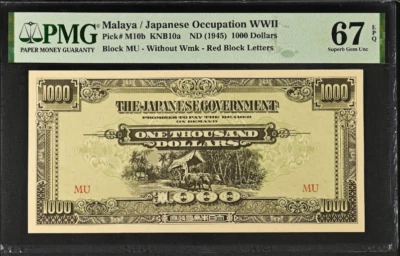 PMG
PAPER MONEY GUARANTY
Malaya / Japanese Occupation WWII
Pick# M10b KNB10a ND (1945) 1000 Dollars
Block MU - Without Wmk - Red Block Letters
67 EPQ
Superb Gem Unc
1000 1000
THE JAPANESE GOVERNMENT
PROMISES TO PAY THE BEARER
ON DEMAND
ONE THOUSAND
DOLLARS
MU MU
1000
1000 1000